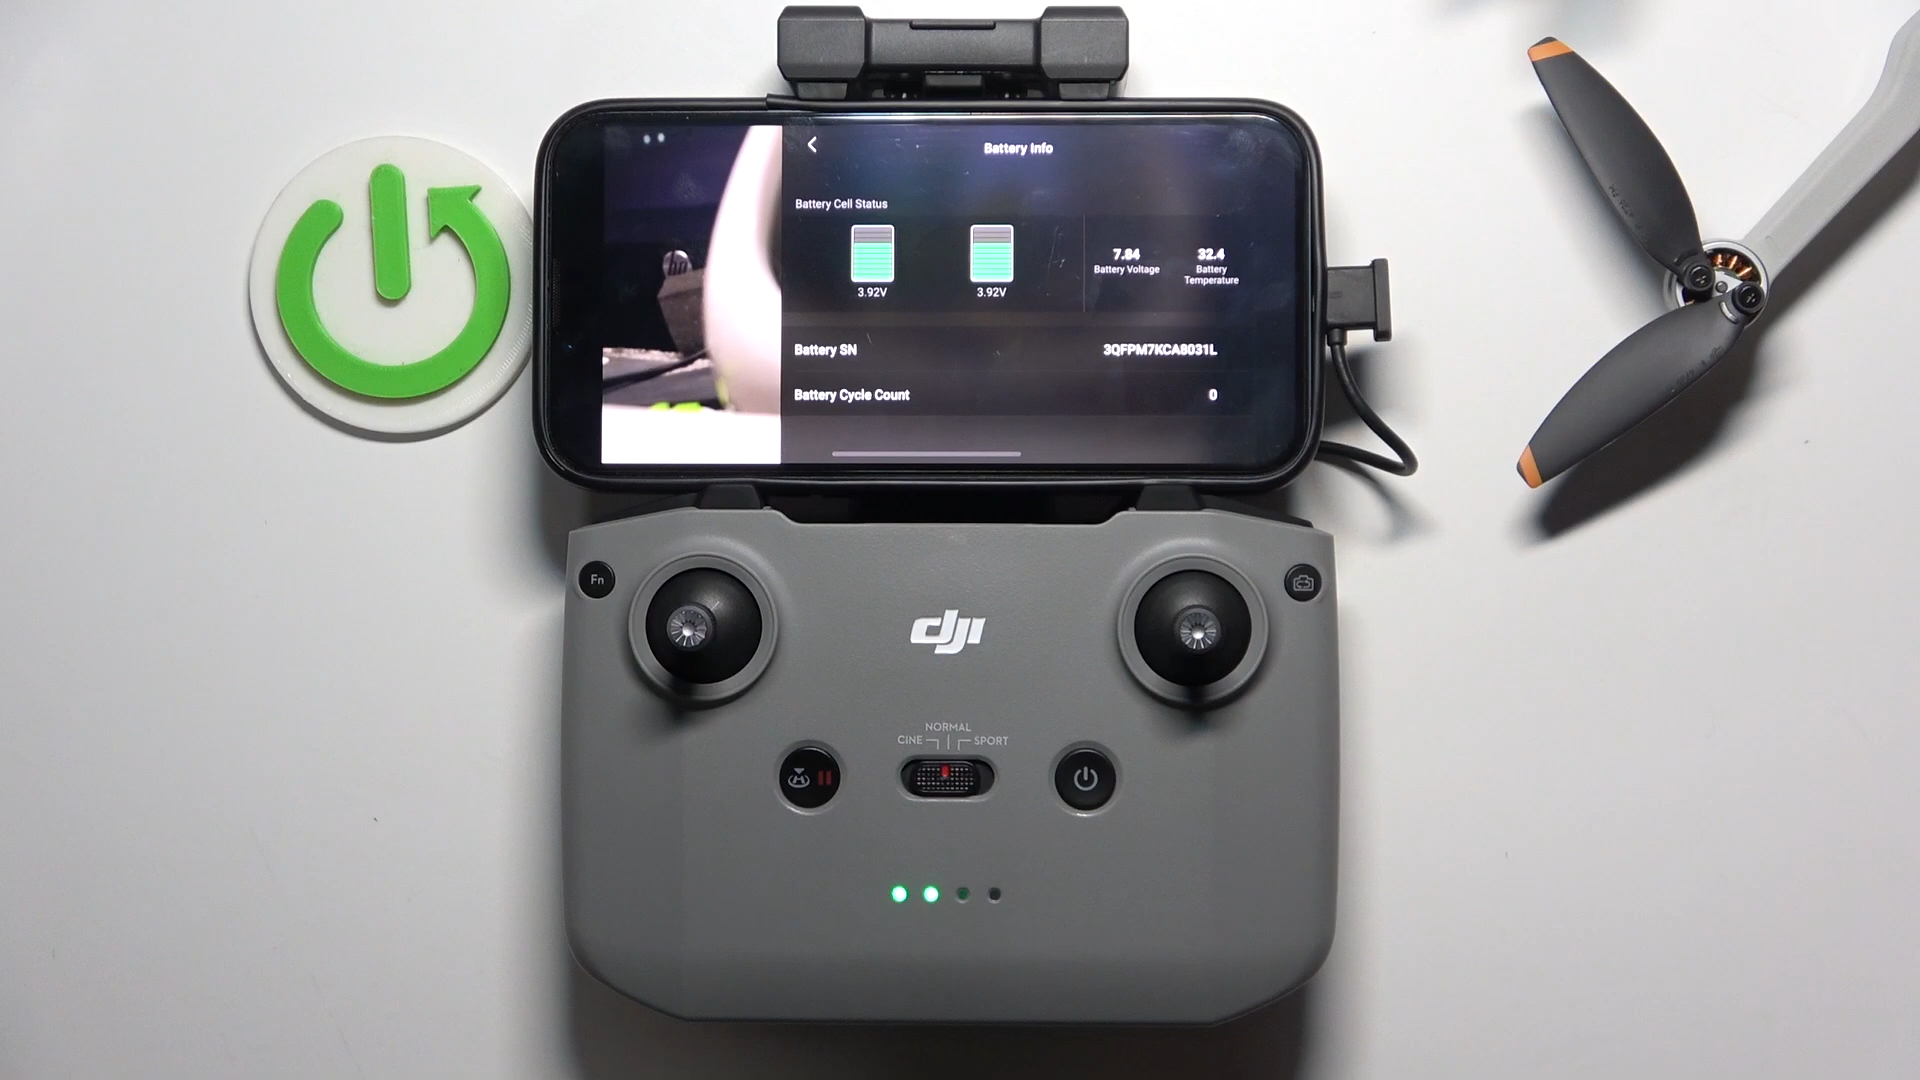 Battery Info
Battery Cell Status
3.92V
3.92V
7.84
Battery Voltage
32.4
Battery
Temperature
Battery SN
3QFPM7KCA8031L
Battery Cycle Count
0
hp
Fn
dji
NORMAL
CINE
SPORT